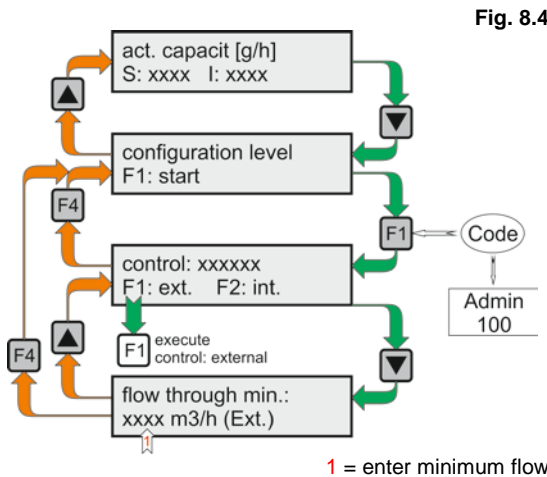 Fig. 8.4
act. capacit [g/h]
S: xxxx I: xxxx
▲
▼
configuration level
F1: start
F4
F1
Code
control: xxxxxx
F1: ext. F2: int.
Admin
100
F4
▲
F1
execute
control: external
▼
flow through min.:
xxxx m3/h (Ext.)
1
1 = enter minimum flow